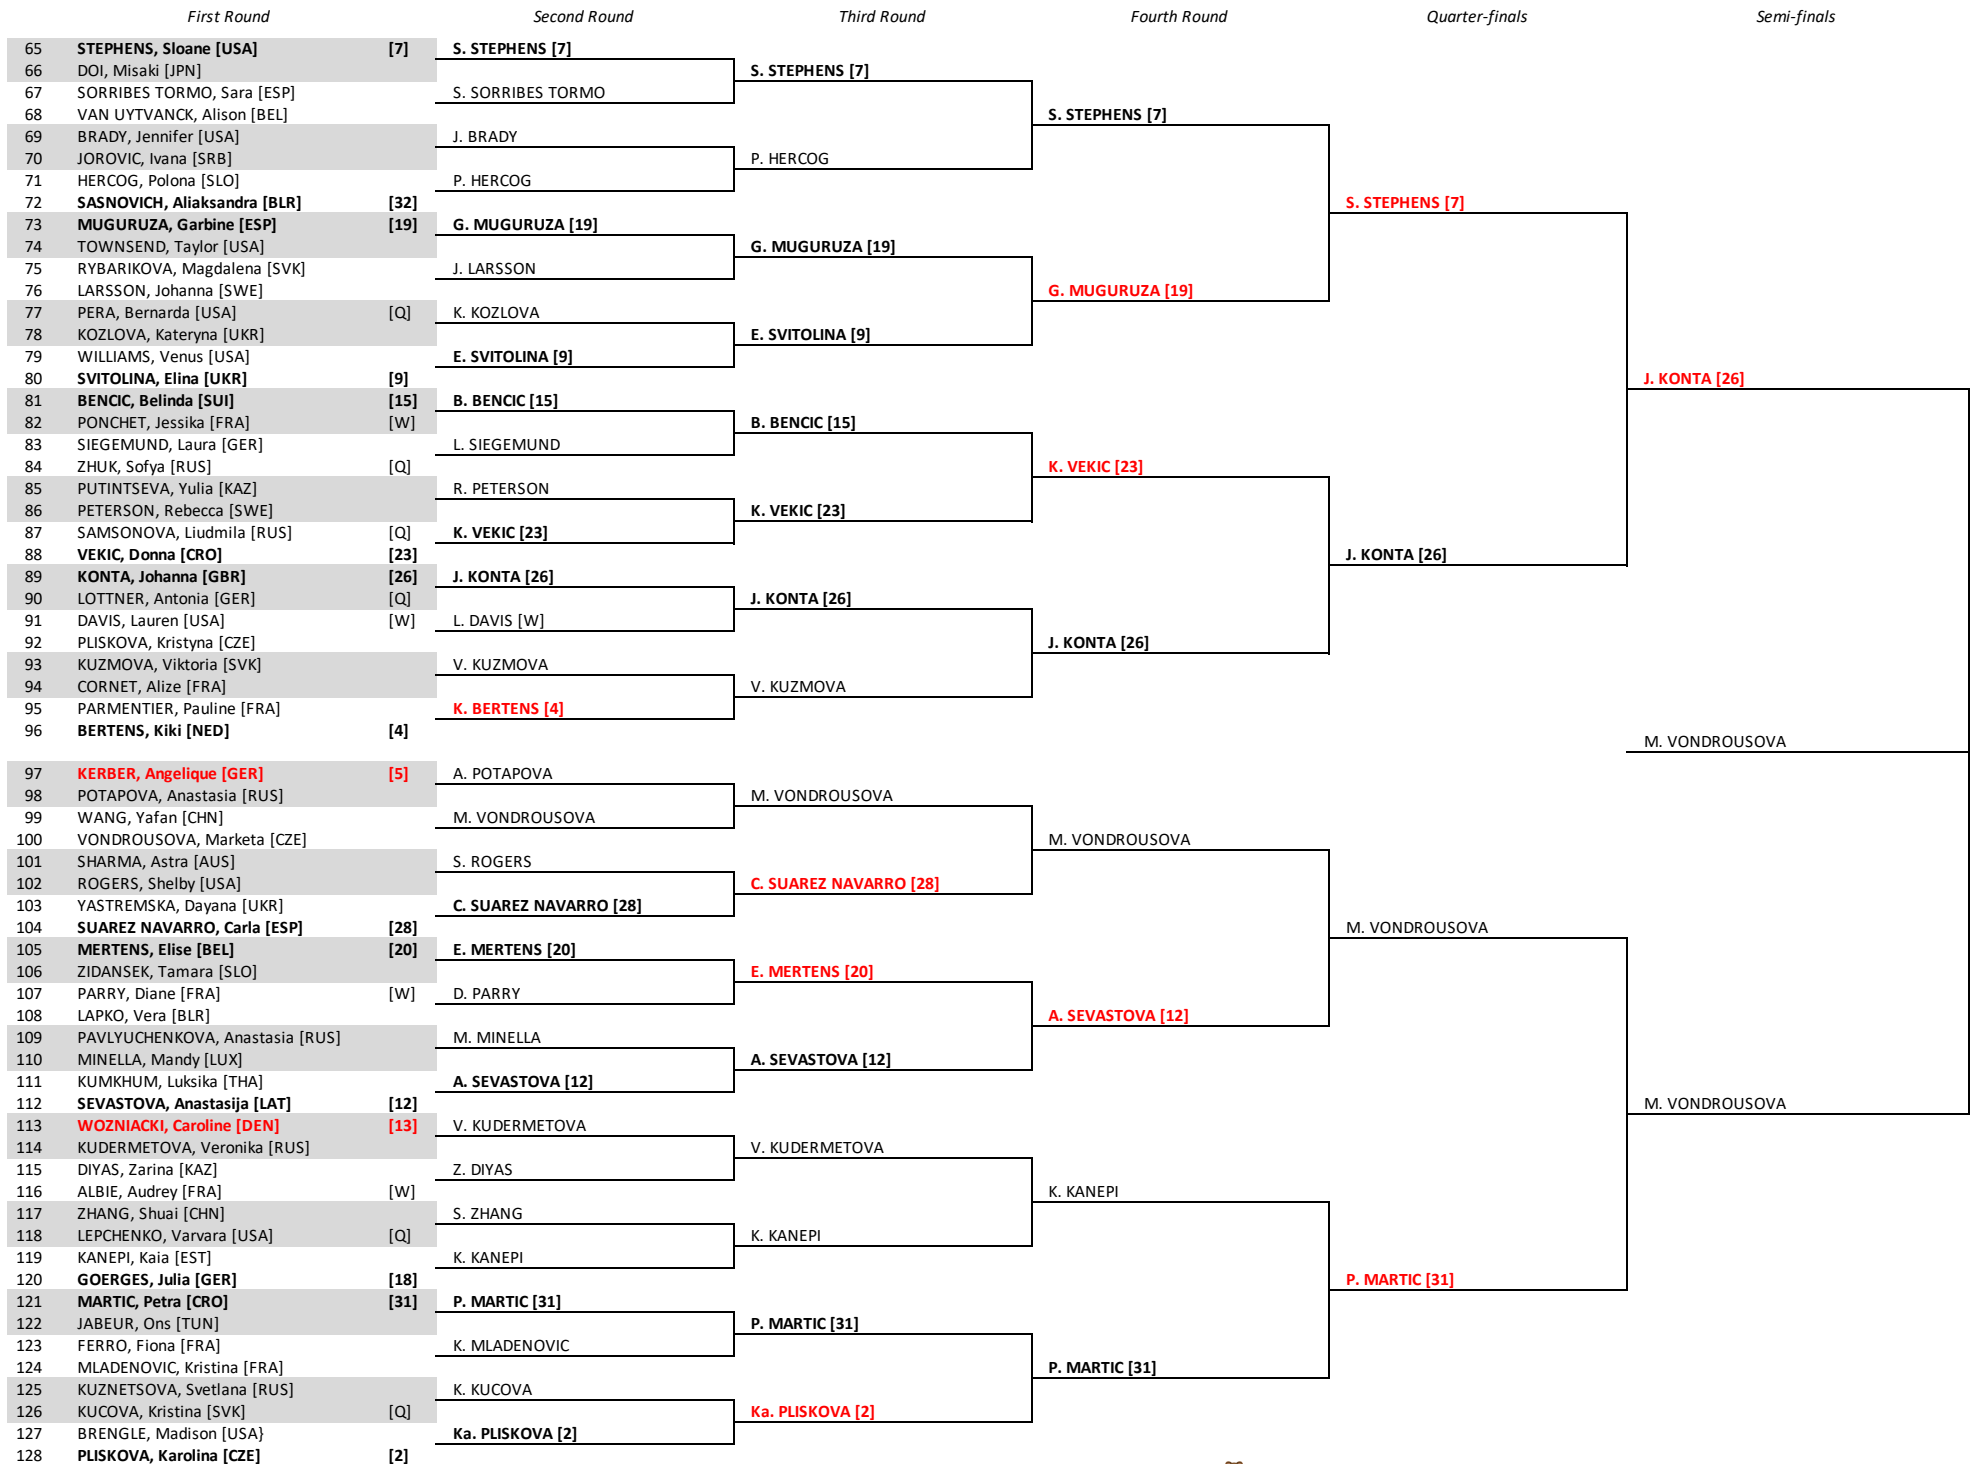 First Round Second Round Third Round Fourth Round Quarter-finals Semi-finals
65 STEPHENS, Sloane [USA] [7] S. STEPHENS [7]
66 DOI, Misaki [JPN] S. STEPHENS [7]
67 SORRIBES TORMO, Sara [ESP] S. SORRIBES TORMO
68 VAN UYTVANCK, Alison [BEL] S. STEPHENS [7]
69 BRADY, Jennifer [USA] J. BRADY
70 JOROVIC, Ivana [SRB] P. HERCOG
71 HERCOG, Polona [SLO] P. HERCOG
72 SASNOVICH, Aliaksandra [BLR] [32] S. STEPHENS [7]
73 MUGURUZA, Garbine [ESP] [19] G. MUGURUZA [19]
74 TOWNSEND, Taylor [USA] G. MUGURUZA [19]
75 RYBARIKOVA, Magdalena [SVK] J. LARSSON
76 LARSSON, Johanna [SWE] G. MUGURUZA [19]
77 PERA, Bernarda [USA] [Q] K. KOZLOVA
78 KOZLOVA, Kateryna [UKR] E. SVITOLINA [9]
79 WILLIAMS, Venus [USA] E. SVITOLINA [9]
80 SVITOLINA, Elina [UKR] [9] J. KONTA [26]
81 BENCIC, Belinda [SUI] [15] B. BENCIC [15]
82 PONCHET, Jessika [FRA] [W] B. BENCIC [15]
83 SIEGEMUND, Laura [GER] L. SIEGEMUND
84 ZHUK, Sofya [RUS] [Q] K. VEKIC [23]
85 PUTINTSEVA, Yulia [KAZ] R. PETERSON
86 PETERSON, Rebecca [SWE] K. VEKIC [23]
87 SAMSONOVA, Liudmila [RUS] [Q] K. VEKIC [23]
88 VEKIC, Donna [CRO] [23] J. KONTA [26]
89 KONTA, Johanna [GBR] [26] J. KONTA [26]
90 LOTTNER, Antonia [GER] [Q] J. KONTA [26]
91 DAVIS, Lauren [USA] [W] L. DAVIS [W]
92 PLISKOVA, Kristyna [CZE] J. KONTA [26]
93 KUZMOVA, Viktoria [SVK] V. KUZMOVA
94 CORNET, Alize [FRA] V. KUZMOVA
95 PARMENTIER, Pauline [FRA] K. BERTENS [4]
96 BERTENS, Kiki [NED] [4]
M. VONDROUSOVA
97 KERBER, Angelique [GER] [5] A. POTAPOVA
98 POTAPOVA, Anastasia [RUS] M. VONDROUSOVA
99 WANG, Yafan [CHN] M. VONDROUSOVA
100 VONDROUSOVA, Marketa [CZE] M. VONDROUSOVA
101 SHARMA, Astra [AUS] S. ROGERS
102 ROGERS, Shelby [USA] C. SUAREZ NAVARRO [28]
103 YASTREMSKA, Dayana [UKR] C. SUAREZ NAVARRO [28]
104 SUAREZ NAVARRO, Carla [ESP] [28] M. VONDROUSOVA
105 MERTENS, Elise [BEL] [20] E. MERTENS [20]
106 ZIDANSEK, Tamara [SLO] E. MERTENS [20]
107 PARRY, Diane [FRA] [W] D. PARRY
108 LAPKO, Vera [BLR] A. SEVASTOVA [12]
109 PAVLYUCHENKOVA, Anastasia [RUS] M. MINELLA
110 MINELLA, Mandy [LUX] A. SEVASTOVA [12]
111 KUMKHUM, Luksika [THA] A. SEVASTOVA [12]
112 SEVASTOVA, Anastasija [LAT] [12] M. VONDROUSOVA
113 WOZNIACKI, Caroline [DEN] [13] V. KUDERMETOVA
114 KUDERMETOVA, Veronika [RUS] V. KUDERMETOVA
115 DIYAS, Zarina [KAZ] Z. DIYAS
116 ALBIE, Audrey [FRA] [W] K. KANEPI
117 ZHANG, Shuai [CHN] S. ZHANG
118 LEPCHENKO, Varvara [USA] [Q] K. KANEPI
119 KANEPI, Kaia [EST] K. KANEPI
120 GOERGES, Julia [GER] [18] P. MARTIC [31]
121 MARTIC, Petra [CRO] [31] P. MARTIC [31]
122 JABEUR, Ons [TUN] P. MARTIC [31]
123 FERRO, Fiona [FRA] K. MLADENOVIC
124 MLADENOVIC, Kristina [FRA] P. MARTIC [31]
125 KUZNETSOVA, Svetlana [RUS] K. KUCOVA
126 KUCOVA, Kristina [SVK] [Q] Ka. PLISKOVA [2]
127 BRENGLE, Madison [USA} Ka. PLISKOVA [2]
128 PLISKOVA, Karolina [CZE] [2]